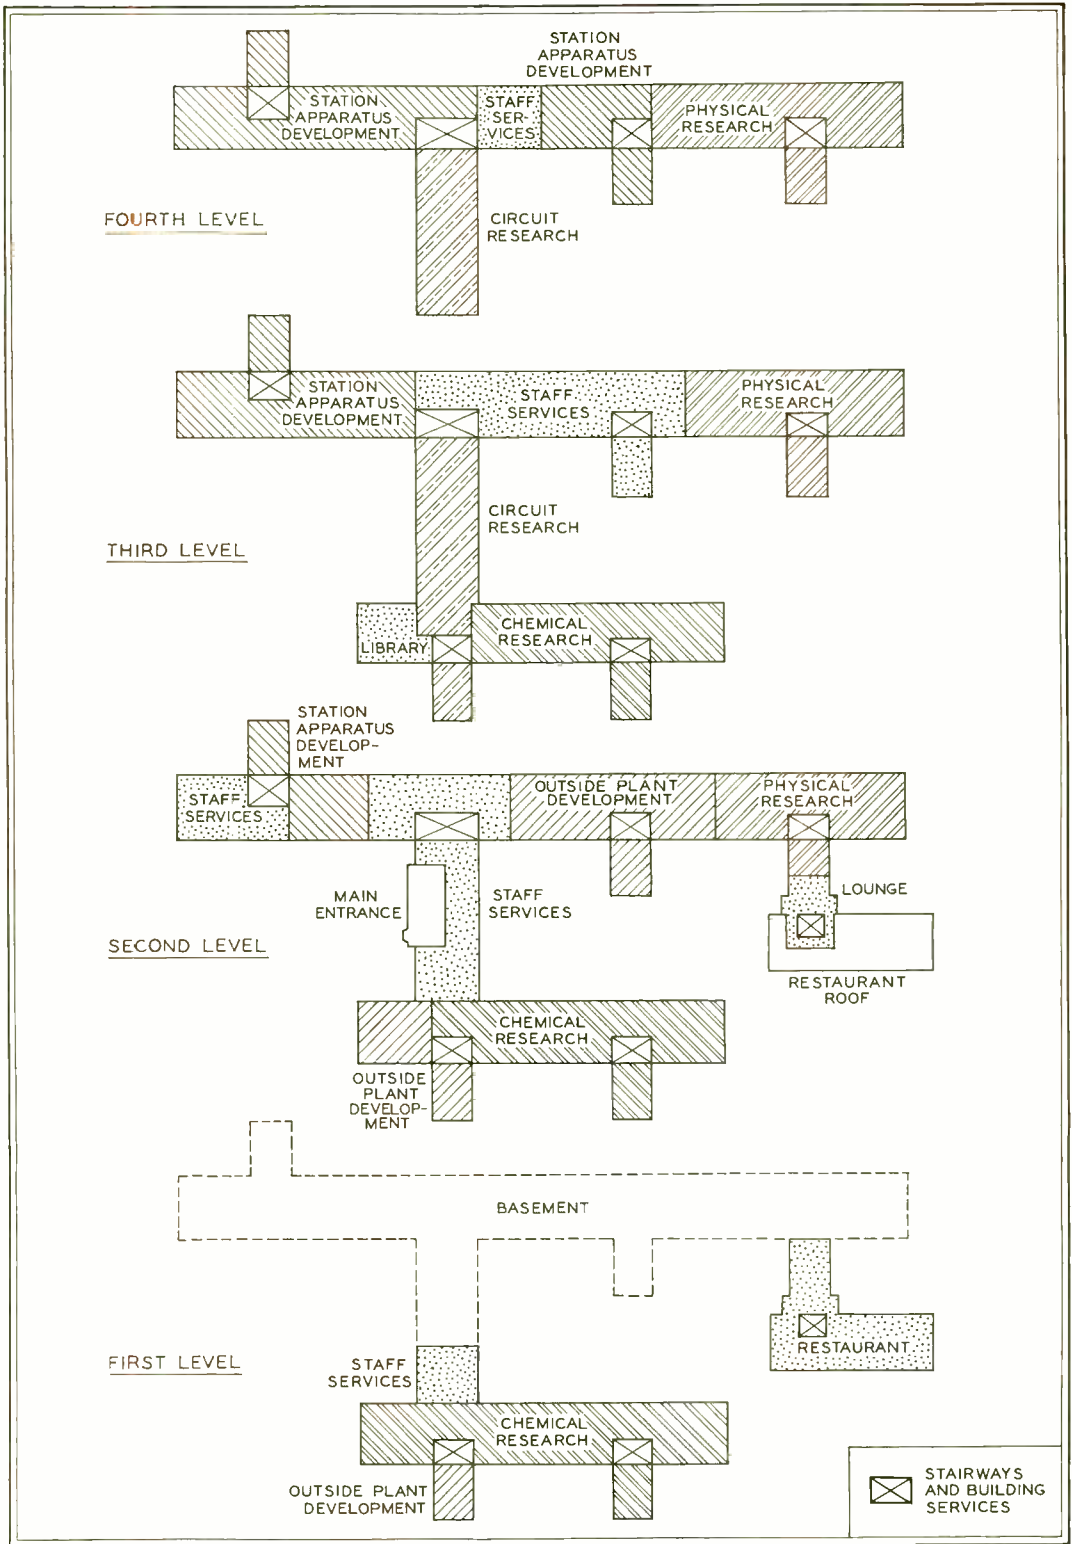 STATION
APPARATUS
DEVELOPMENT
STATION
APPARATUS
DEVELOPMENT
STAFF
SER-
VICES
PHYSICAL
RESEARCH
FOURTH LEVEL
CIRCUIT
RESEARCH
STATION
APPARATUS
DEVELOPMENT
STAFF
SERVICES
PHYSICAL
RESEARCH
CIRCUIT
RESEARCH
THIRD LEVEL
LIBRARY
CHEMICAL
RESEARCH
STATION
APPARATUS
DEVELOP-
MENT
STAFF
SERVICES
OUTSIDE PLANT
DEVELOPMENT
PHYSICAL
RESEARCH
MAIN
ENTRANCE
STAFF
SERVICES
LOUNGE
SECOND LEVEL
RESTAURANT
ROOF
CHEMICAL
RESEARCH
OUTSIDE
PLANT
DEVELOP-
MENT
BASEMENT
FIRST LEVEL
STAFF
SERVICES
RESTAURANT
CHEMICAL
RESEARCH
OUTSIDE PLANT
DEVELOPMENT
STAIRWAYS
AND BUILDING
SERVICES